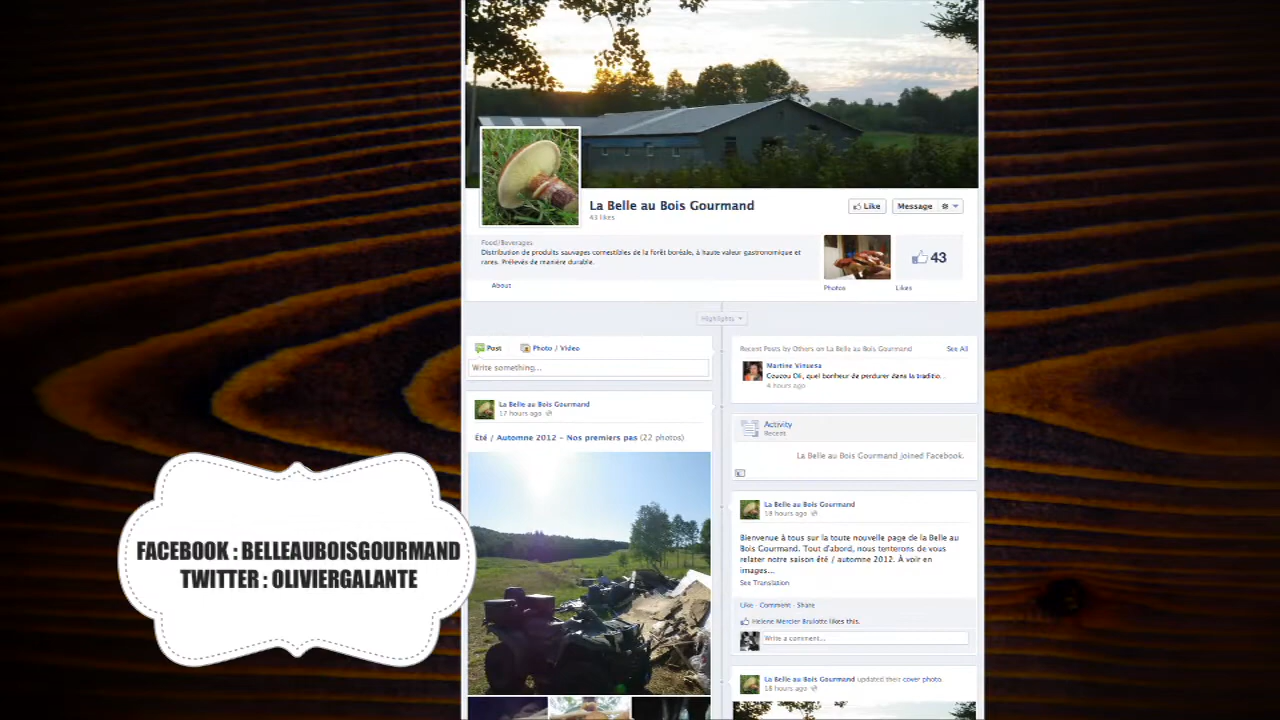 La Belle au Bois Gourmand
43 likes
Like
Message
Food/Beverages
Distribution de produits sauvages comestibles de la forêt boréale, à haute valeur gastronomique et
rares. Prélevés de manière durable.
About
Photos
43
Likes
Highlights
Post
Photo / Video
Write something...
La Belle au Bois Gourmand
17 hours ago
Été / Automne 2012 - Nos premiers pas (22 photos)
Recent Posts by Others on La Belle au Bois Gourmand
See All
Martine Vinuesa
Coucou Oli, quel bonheur de perdurer dans la traditio...
4 hours ago
Activity
Recent
La Belle au Bois Gourmand joined Facebook.
La Belle au Bois Gourmand
18 hours ago
Bienvenue à tous sur la toute nouvelle page de la Belle au
Bois Gourmand. Tout d'abord, nous tenterons de vous
relater notre saison été / automne 2012. À voir en
images...
See Translation
Like · Comment · Share
Helene Mercier Brulotte likes this.
Write a comment...
La Belle au Bois Gourmand updated their cover photo
18 hours ago
FACEBOOK : BELLEAUBOISGOURMAND
TWITTER : OLIVIERGALANTE